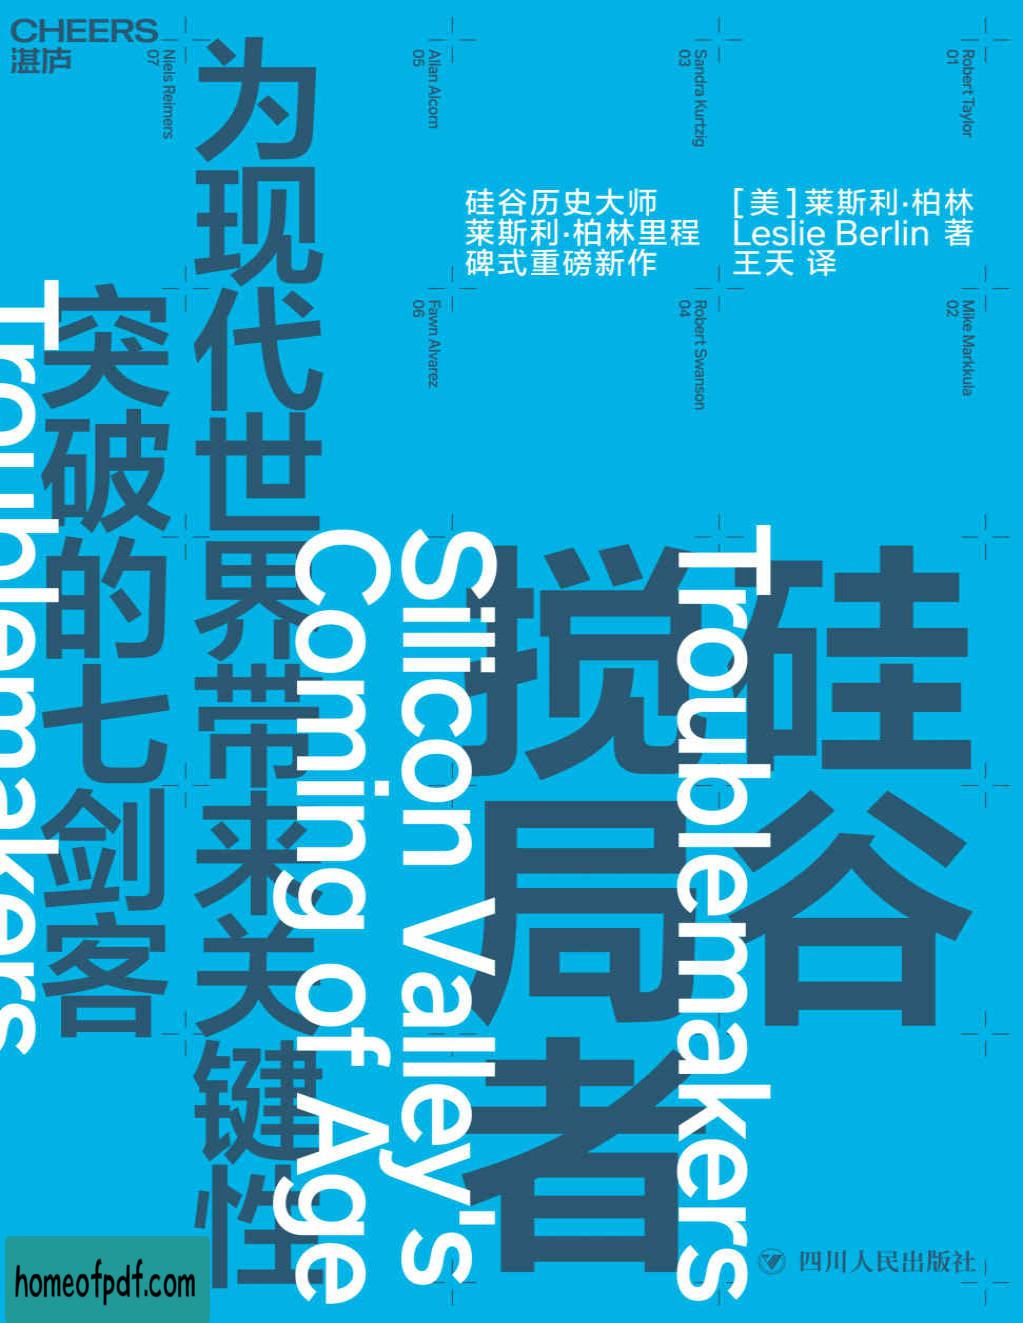 CHEERS
湛庐
[美]莱斯利·柏林
Leslie Berlin 著
王天 译
硅谷历史大师
莱斯利·柏林里程
碑式重磅新作
01
Robert Taylor
02
Mike Markkula
03
Sandra Kurtzig
04
Robert Swanson
05
Allan Alcorn
06
Fawn Alvarez
07
Niels Reimers
硅谷
搅局者
Troublemakers
Silicon Valley's
Coming of Age
为现代世界带来关键性
突破的七剑客
Troublemakers
四川人民出版社
homeofpdf.com